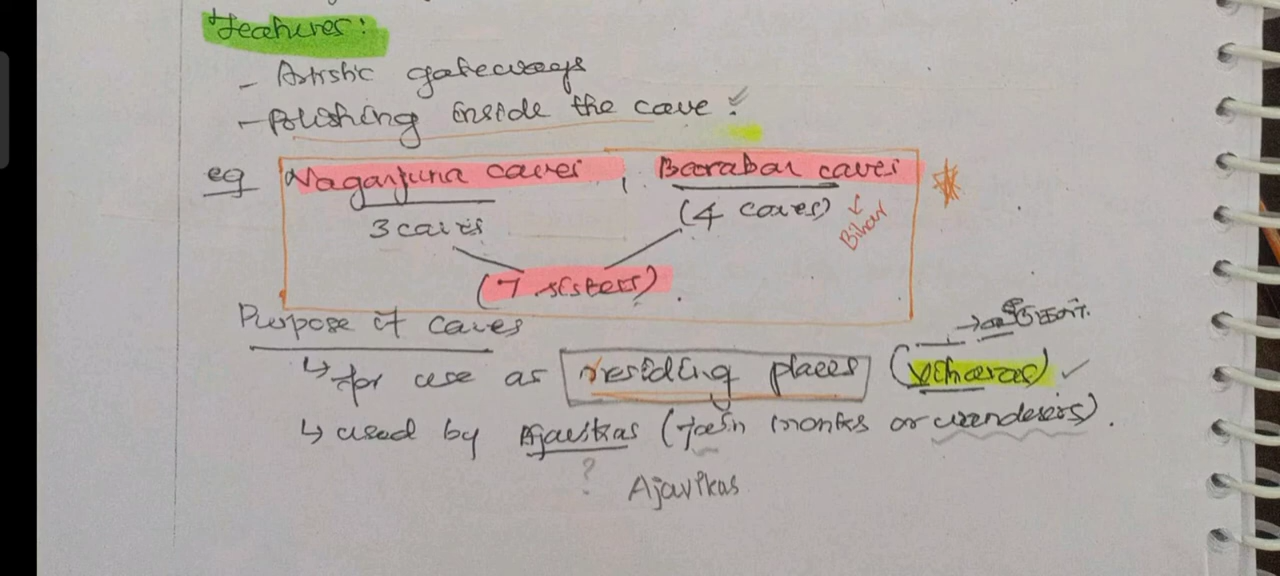 Features:
- Artistic gateways
- Polishing inside the cave.
eg Nagarjuna caves , Barabar caves
3 caves (4 caves)
Bihar
(7 sisters).
Purpose of caves
↳ for use as residing places (viharas)
↳ used by Ajavikas (Jain monks or wanderers).
? Ajavikas